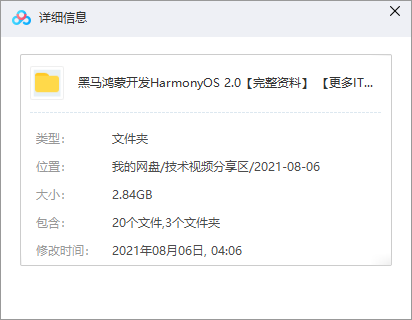 详细信息
黑马鸿蒙开发HarmonyOS 2.0【完整资料】 【更多IT...
类型： 文件夹
位置： 我的网盘/技术视频分享区/2021-08-06
大小： 2.84GB
包含： 20个文件,3个文件夹
修改时间： 2021年08月06日, 04:06